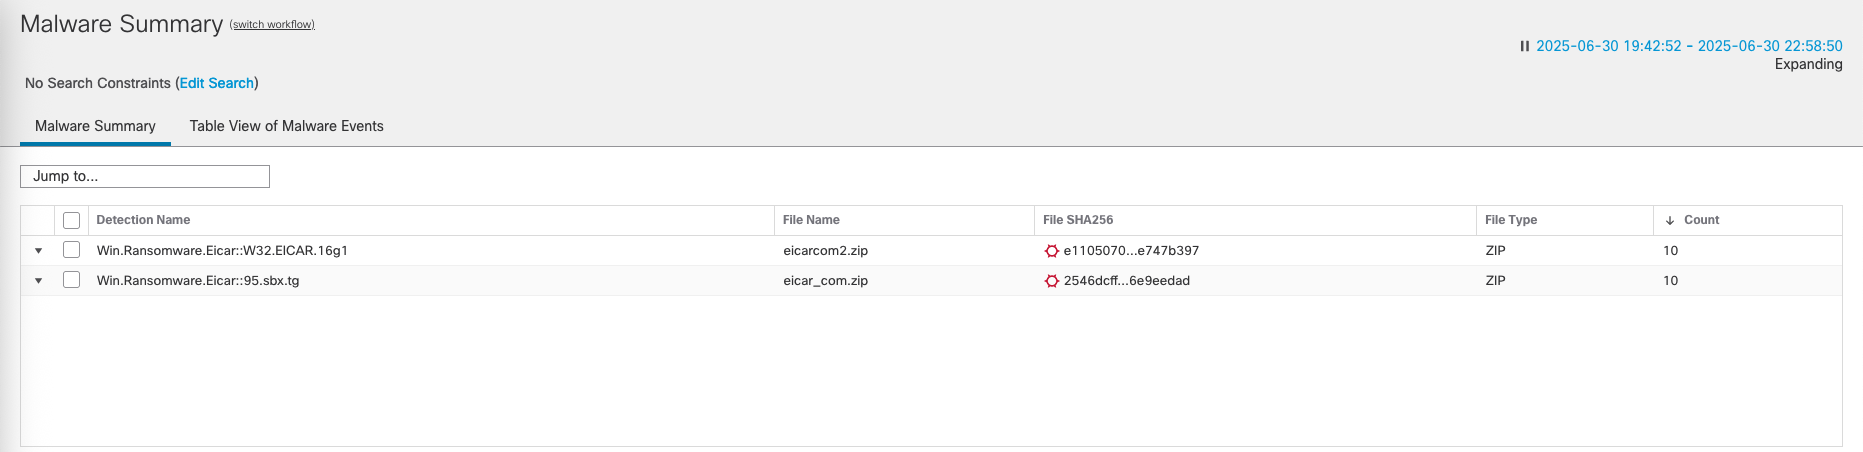 Malware Summary (switch workflow)
2025-06-30 19:42:52 - 2025-06-30 22:58:50
Expanding
No Search Constraints (Edit Search)
Malware Summary Table View of Malware Events
Jump to...
Detection Name File Name File SHA256 File Type ↓ Count
Win.Ransomware.Eicar::W32.EICAR.16g1 eicarcom2.zip e1105070...e747b397 ZIP 10
Win.Ransomware.Eicar::95.sbx.tg eicar_com.zip 2546dcff...6e9eedad ZIP 10